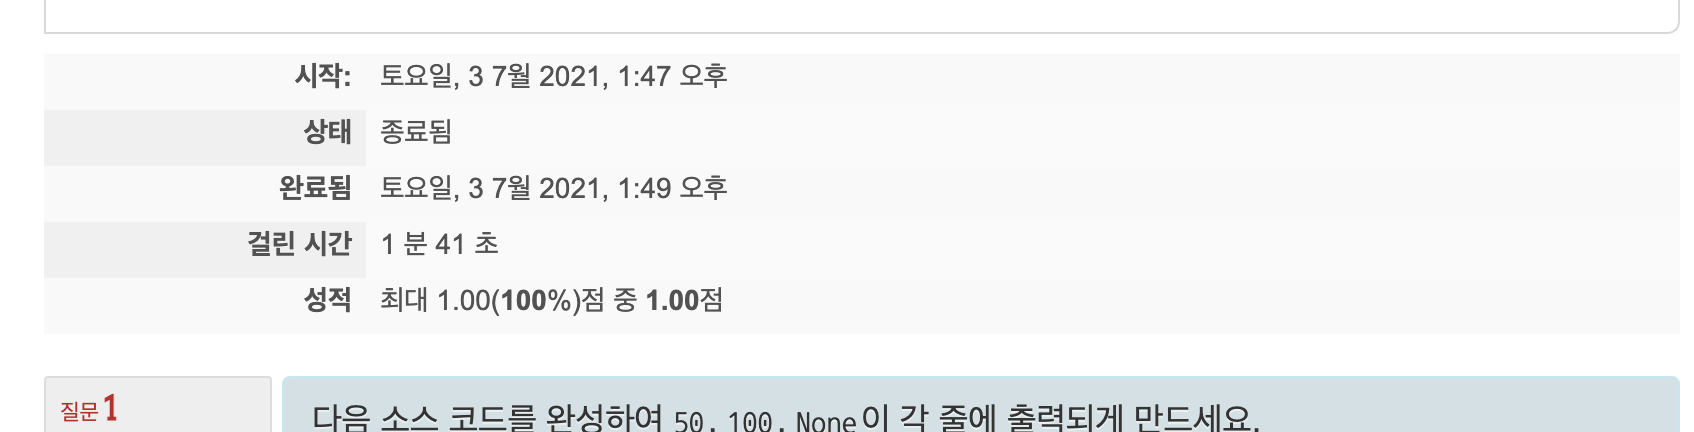 시작: 토요일, 3 7월 2021, 1:47 오후
상태 종료됨
완료됨 토요일, 3 7월 2021, 1:49 오후
걸린 시간 1 분 41 초
성적 최대 1.00(100%)점 중 1.00점
질문 1
다음 소스 코드를 완성하여 50, 100, None이 각 줄에 출력되게 만드세요.